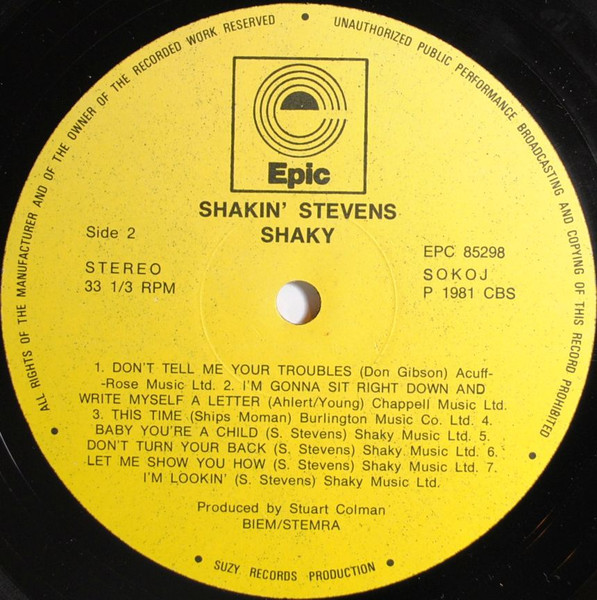 ALL RIGHTS OF THE MANUFACTURER AND OF THE OWNER OF THE RECORDED WORK RESERVED • UNAUTHORIZED PUBLIC PERFORMANCE BROADCASTING AND COPYING OF THIS RECORD PROHIBITED •
Epic
SHAKIN' STEVENS
SHAKY
Side 2
STEREO
33 1/3 RPM
EPC 85298
SOKOJ
P 1981 CBS
1. DON'T TELL ME YOUR TROUBLES (Don Gibson) Acuff-
-Rose Music Ltd. 2. I'M GONNA SIT RIGHT DOWN AND
WRITE MYSELF A LETTER (Ahlert/Young) Chappell Music Ltd.
3. THIS TIME (Ships Moman) Burlington Music Co. Ltd. 4.
BABY YOU'RE A CHILD (S. Stevens) Shaky Music Ltd. 5.
DON'T TURN YOUR BACK (S. Stevens) Shaky Music Ltd. 6.
LET ME SHOW YOU HOW (S. Stevens) Shaky Music Ltd. 7.
I'M LOOKIN' (S. Stevens) Shaky Music Ltd.
Produced by Stuart Colman
BIEM/STEMRA
• SUZY RECORDS PRODUCTION •